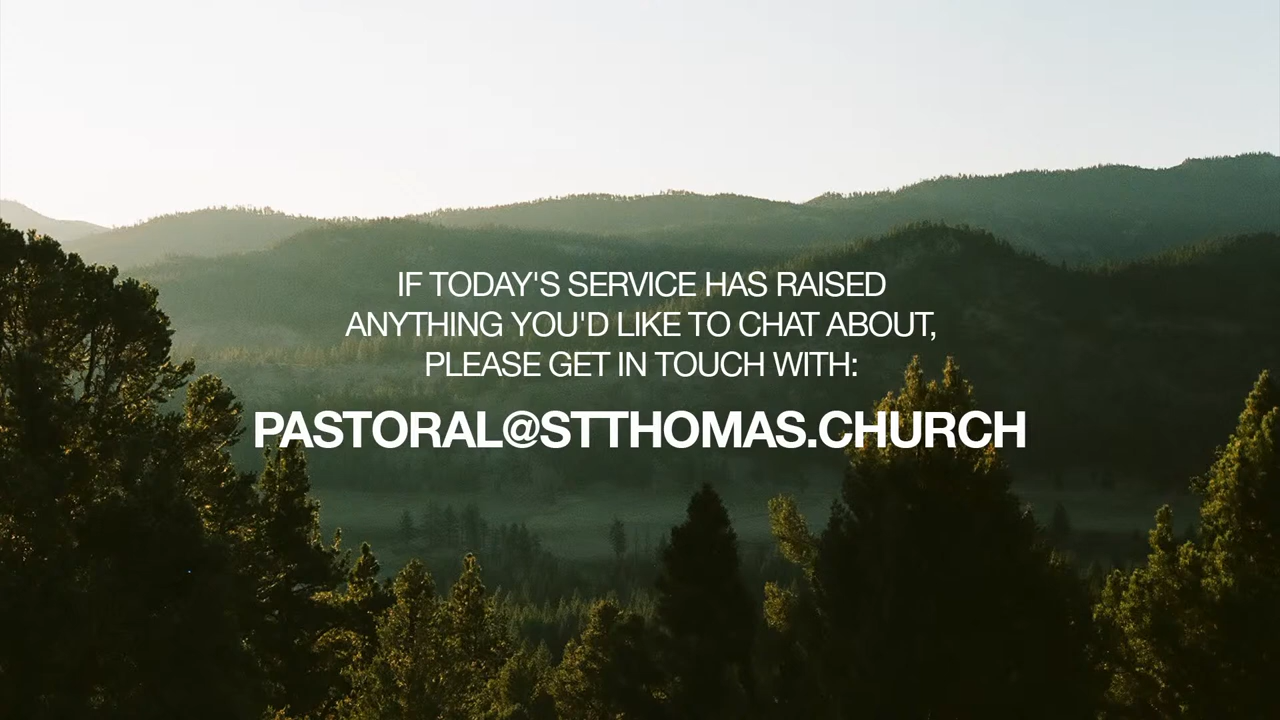 IF TODAY'S SERVICE HAS RAISED
ANYTHING YOU'D LIKE TO CHAT ABOUT,
PLEASE GET IN TOUCH WITH:
PASTORAL@STTHOMAS.CHURCH